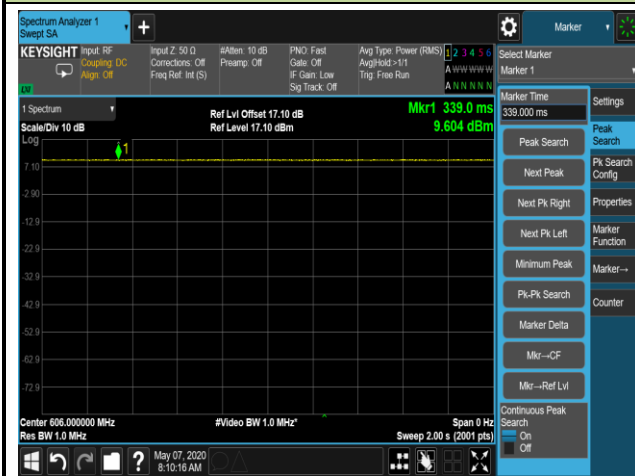 Spectrum Analyzer 1
Swept SA
+
Marker
KEYSIGHT
Input: RF
Coupling: DC
Align: Off
Input Z: 50 Ω
Corrections: Off
Freq Ref: Int (S)
#Atten: 10 dB
Preamp: Off
PNO: Fast
Gate: Off
IF Gain: Low
Sig Track: Off
Avg Type: Power (RMS)
Avg|Hold >1/1
Trig: Free Run
1 2 3 4 5 6
A W W W W W
A N N N N N
LXI
Select Marker
Marker 1
1 Spectrum
Scale/Div 10 dB
Log
Ref Lvl Offset 17.10 dB
Ref Level 17.10 dBm
Mkr1 339.0 ms
9.604 dBm
1
7.10
-2.90
-12.9
-22.9
-32.9
-42.9
-52.9
-62.9
-72.9
Center 606.000000 MHz
Res BW 1.0 MHz
#Video BW 1.0 MHz*
Span 0 Hz
Sweep 2.00 s (2001 pts)
Marker Time
339.000 ms
Peak Search
Next Peak
Next Pk Right
Next Pk Left
Minimum Peak
Pk-Pk Search
Marker Delta
Mkr→CF
Mkr→Ref Lvl
Continuous Peak
Search
On
Off
Settings
Peak
Search
Pk Search
Config
Properties
Marker
Function
Marker→
Counter
?
May 07, 2020
8:10:16 AM